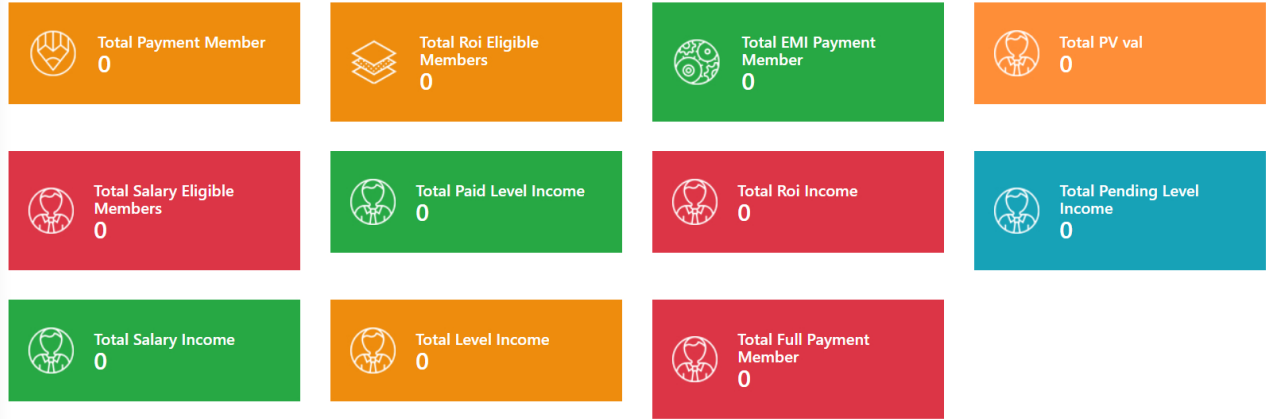 Total Payment Member
0
Total Roi Eligible
Members
0
Total EMI Payment
Member
0
Total PV val
0
Total Salary Eligible
Members
0
Total Paid Level Income
0
Total Roi Income
0
Total Pending Level
Income
0
Total Salary Income
0
Total Level Income
0
Total Full Payment
Member
0